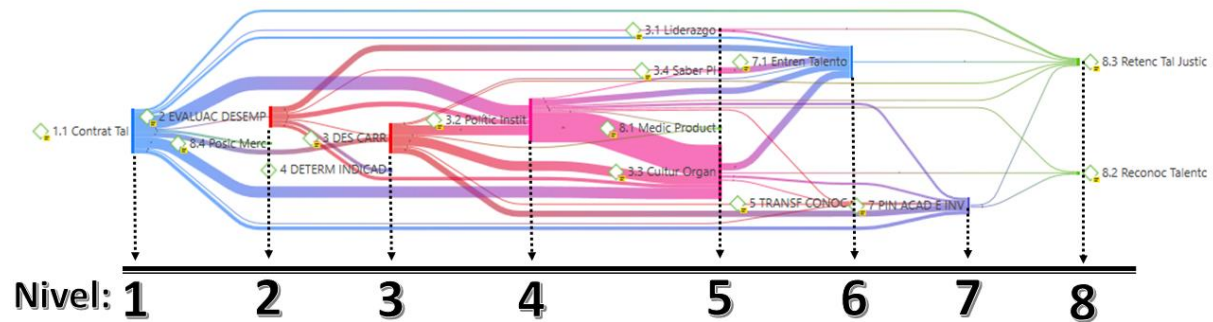 3.1 Liderazgo
7.1 Entren Talento
8.3 Retenc Tal Justic
3.4 Saber Pl
2 EVALUAC DESEMP
3.2 Polític Instit
1.1 Contrat Tal
8.1 Medic Product
3 DES CARR
8.4 Posic Merc
4 DETERM INDICAD
3.3 Cultur Organ
8.2 Reconoc Talentc
5 TRANSF CONOC
7 PIN ACAD E INV
Nivel: 1 2 3 4 5 6 7 8